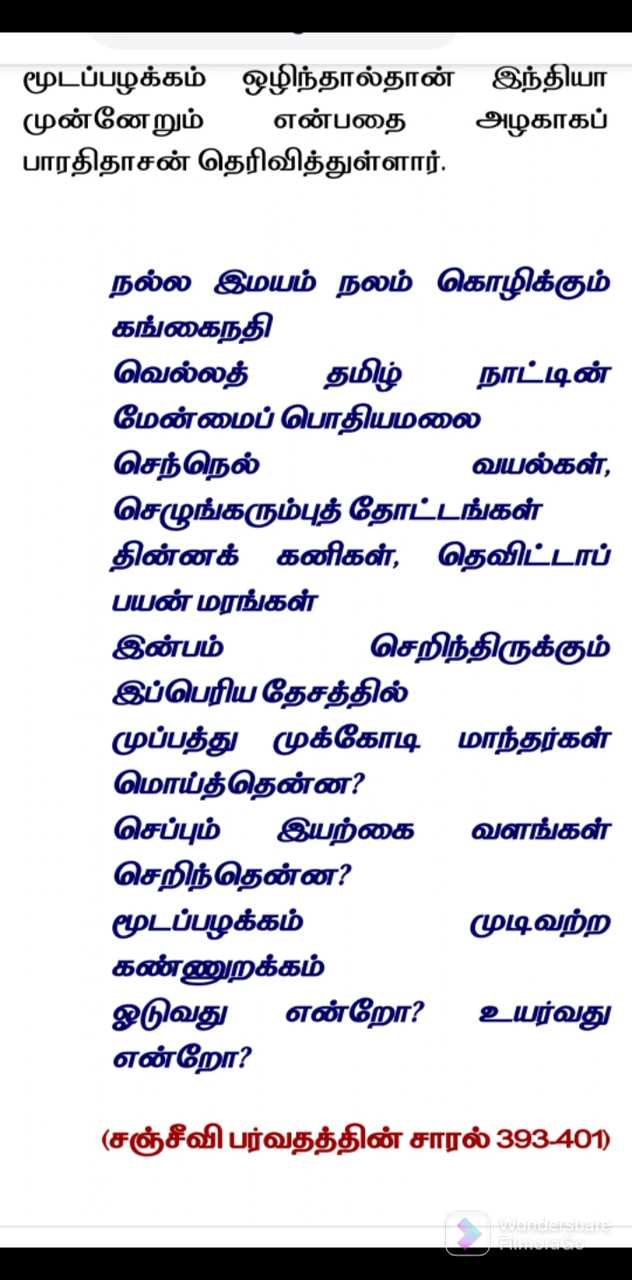 மூடப்பழக்கம் ஒழிந்தால்தான் இந்தியா
முன்னேறும் என்பதை அழகாகப்
பாரதிதாசன் தெரிவித்துள்ளார்.
நல்ல இமயம் நலம் கொழிக்கும்
கங்கைநதி
வெல்லத் தமிழ் நாட்டின்
மேன்மைப் பொதியமலை
செந்நெல் வயல்கள்,
செழுங்கரும்புத் தோட்டங்கள்
தின்னக் கனிகள், தெவிட்டாப்
பயன் மரங்கள்
இன்பம் செறிந்திருக்கும்
இப்பெரிய தேசத்தில்
முப்பத்து முக்கோடி மாந்தர்கள்
மொய்த்தென்ன?
செப்பும் இயற்கை வளங்கள்
செறிந்தென்ன?
மூடப்பழக்கம் முடிவற்ற
கண்ணுறக்கம்
ஓடுவது என்றோ? உயர்வது
என்றோ?
(சஞ்சீவி பர்வதத்தின் சாரல் 393-401)
Wondershare
FilmoraGo